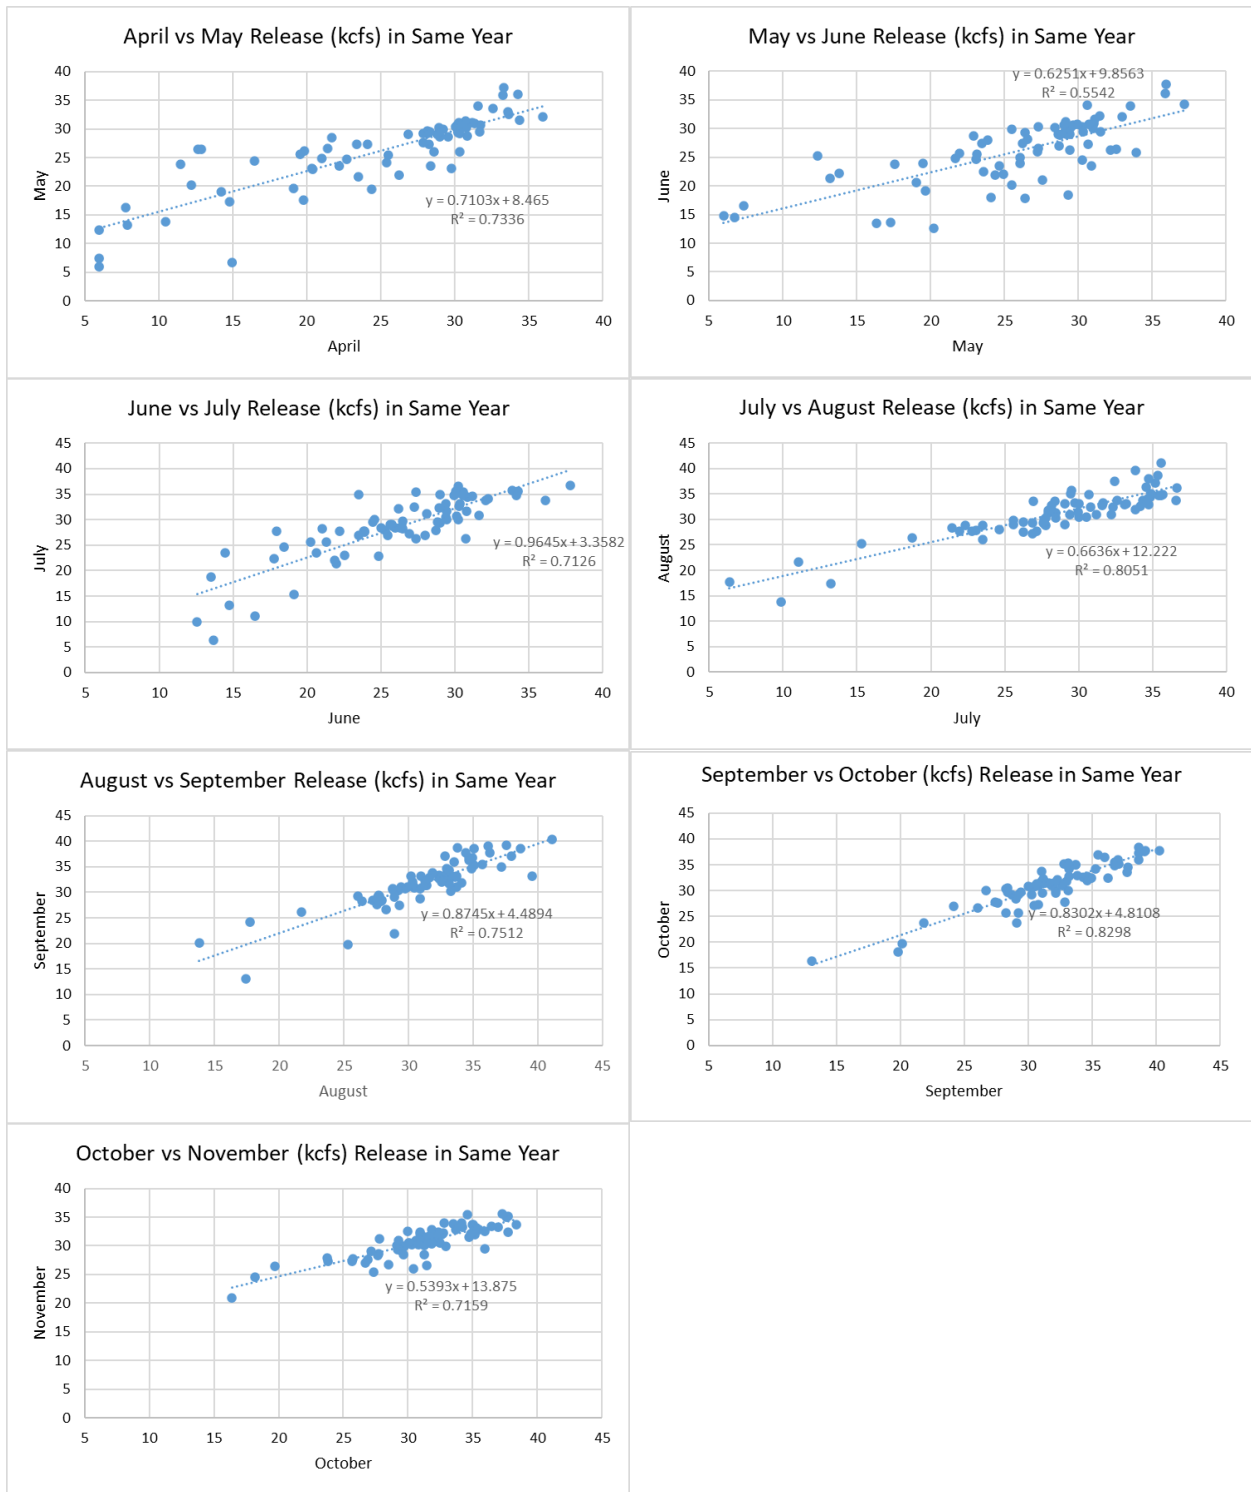 April vs May Release (kcfs) in Same Year
40
35
30
25
20
15
10
5
0
May
y = 0.7103x + 8.465
R² = 0.7336
5 10 15 20 25 30 35 40
April
May vs June Release (kcfs) in Same Year
40
35
30
25
20
15
10
5
0
June
y = 0.6251x + 9.8563
R² = 0.5542
5 10 15 20 25 30 35 40
May
June vs July Release (kcfs) in Same Year
45
40
35
30
25
20
15
10
5
0
July
y = 0.9645x + 3.3582
R² = 0.7126
5 10 15 20 25 30 35 40
June
July vs August Release (kcfs) in Same Year
45
40
35
30
25
20
15
10
5
0
August
y = 0.6636x + 12.222
R² = 0.8051
5 10 15 20 25 30 35 40
July
August vs September Release (kcfs) in Same Year
45
40
35
30
25
20
15
10
5
0
September
y = 0.8745x + 4.4894
R² = 0.7512
5 10 15 20 25 30 35 40 45
August
September vs October (kcfs) Release in Same Year
45
40
35
30
25
20
15
10
5
0
October
y = 0.8302x + 4.8108
R² = 0.8298
5 10 15 20 25 30 35 40 45
September
October vs November (kcfs) Release in Same Year
40
35
30
25
20
15
10
5
0
November
y = 0.5393x + 13.875
R² = 0.7159
5 10 15 20 25 30 35 40 45
October